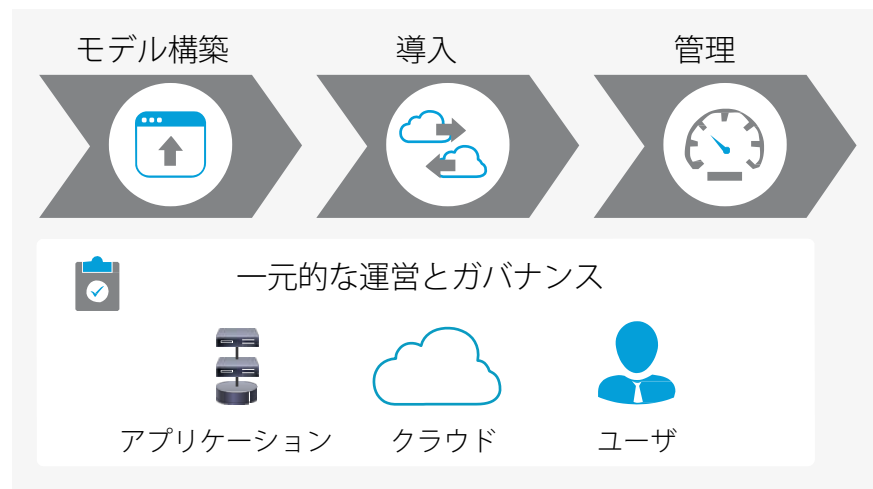 モデル構築
導入
管理
一元的な運営とガバナンス
アプリケーション
クラウド
ユーザ